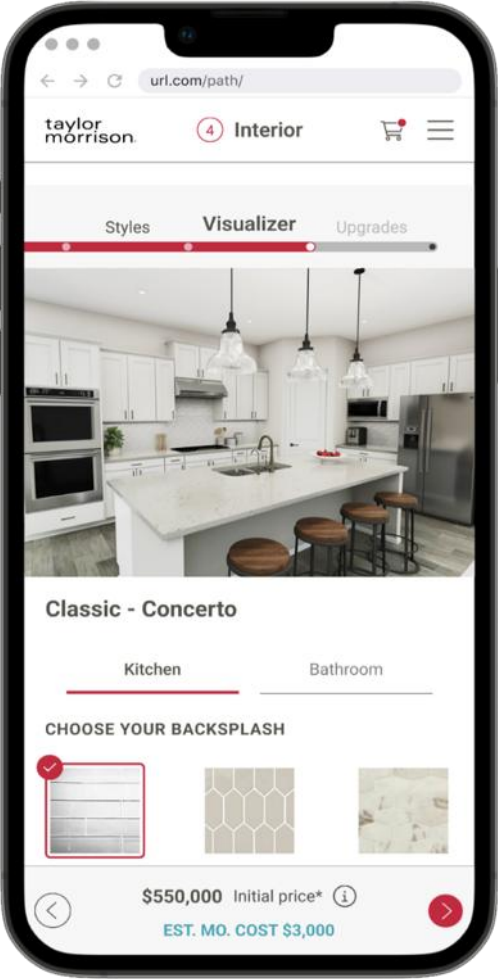 url.com/path/
taylor
morrison.
4 Interior
Styles Visualizer Upgrades
Classic - Concerto
Kitchen Bathroom
CHOOSE YOUR BACKSPLASH
$550,000 Initial price* i
EST. MO. COST $3,000